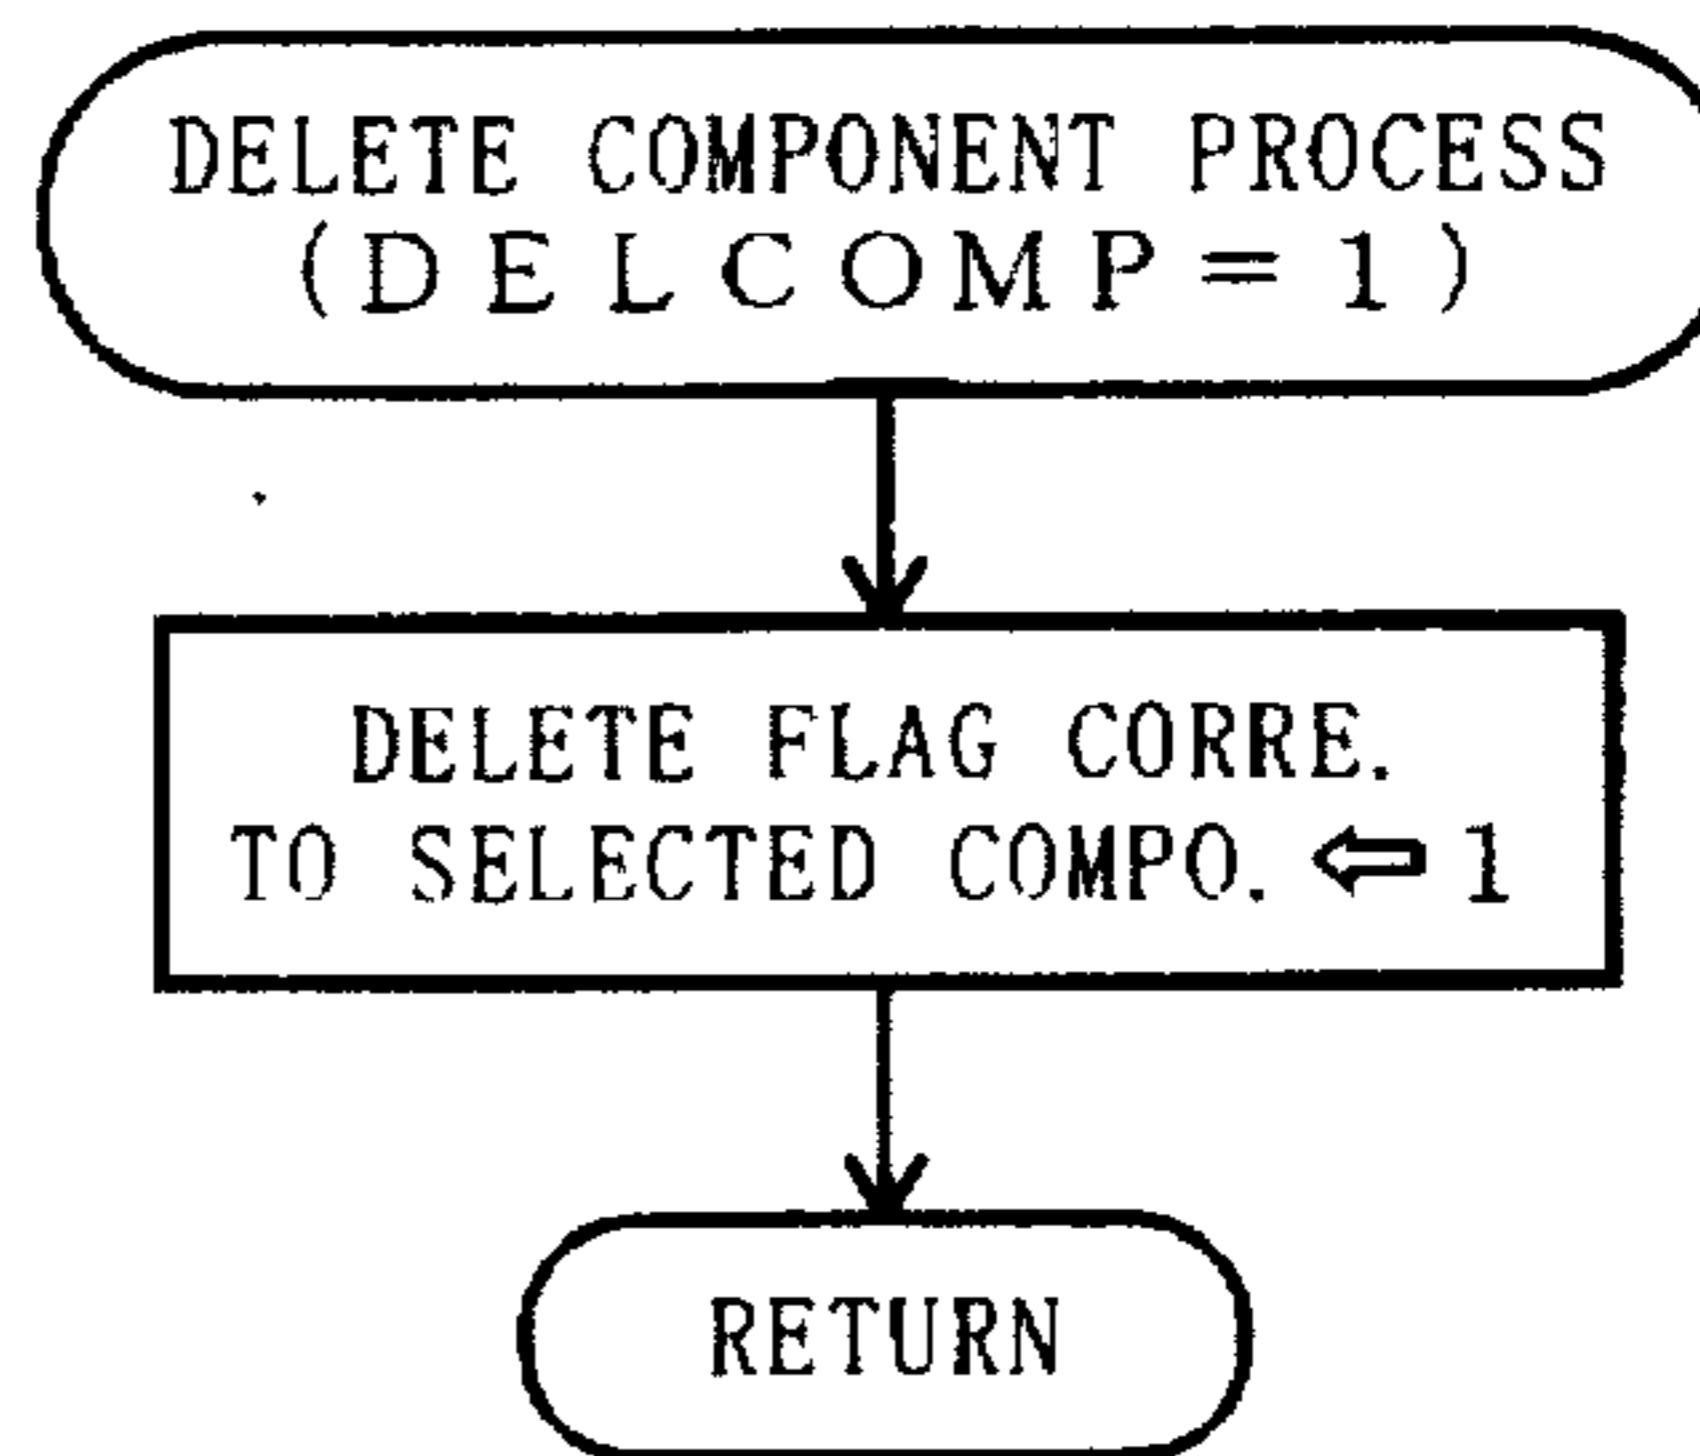 DELETE COMPONENT PROCESS
(DELCOMP=1)
DELETE FLAG CORRE.
TO SELECTED COMPO. ⇦ 1
RETURN